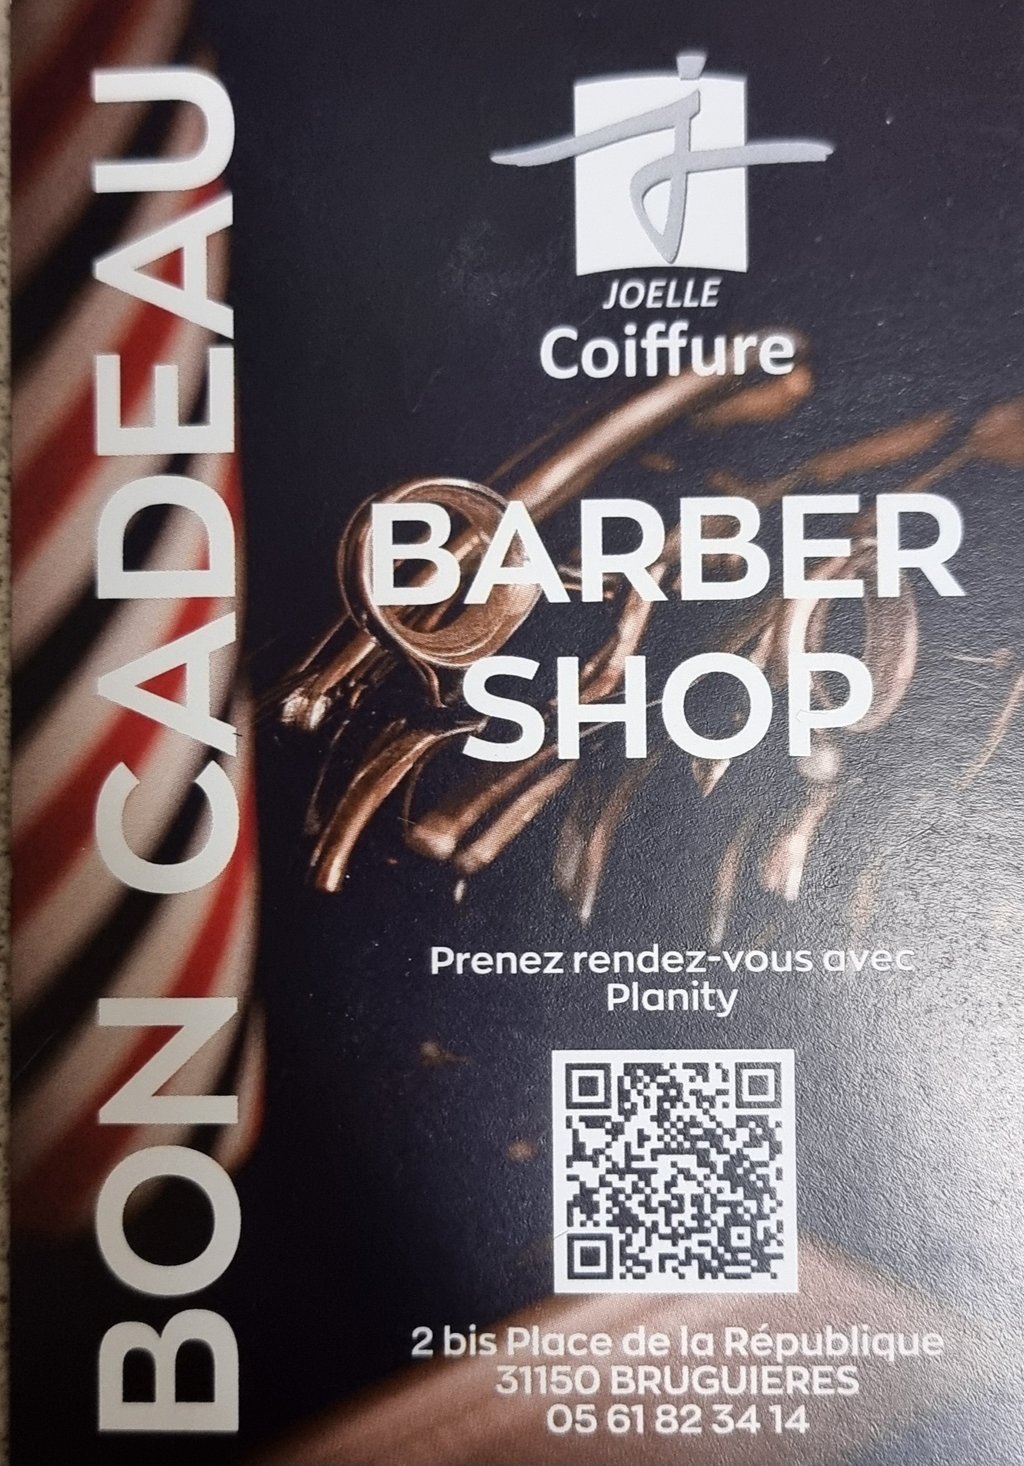 BON CADEAU
JOELLE
Coiffure
BARBER
SHOP
Prenez rendez-vous avec
Planity
2 bis Place de la République
31150 BRUGUIERES
05 61 82 34 14